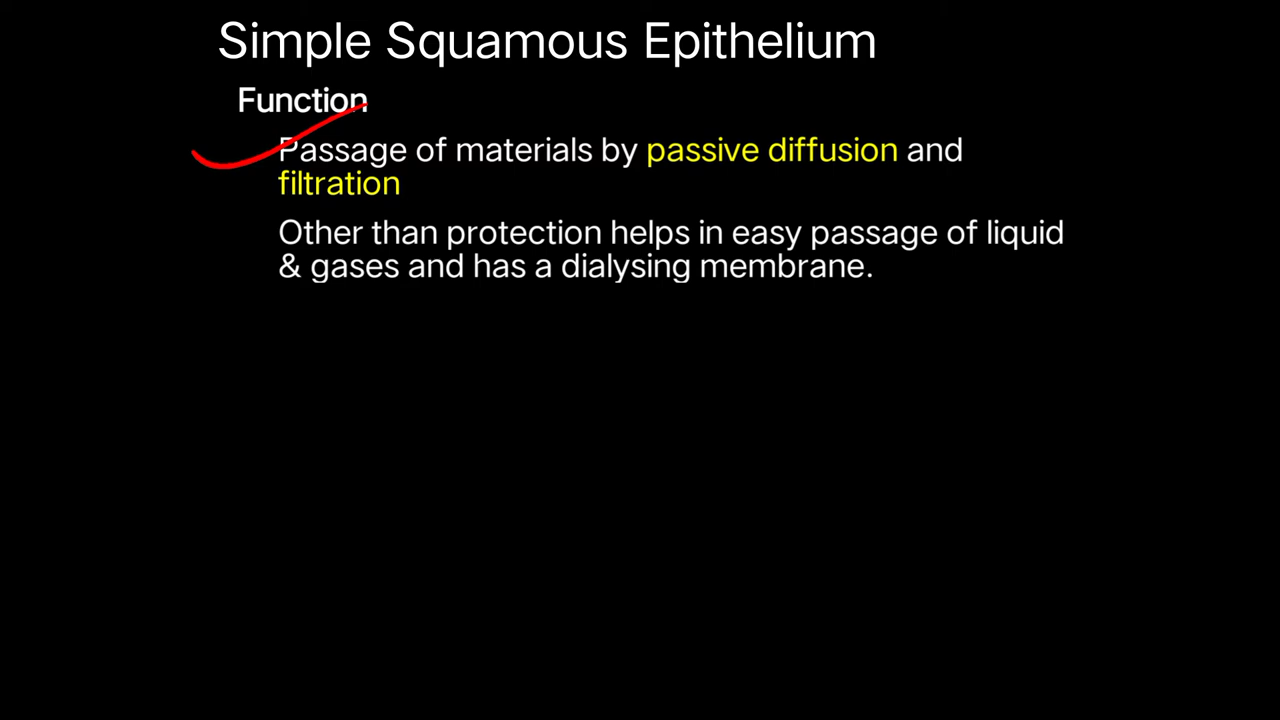 Simple Squamous Epithelium
Function
Passage of materials by passive diffusion and
filtration
Other than protection helps in easy passage of liquid
& gases and has a dialysing membrane.